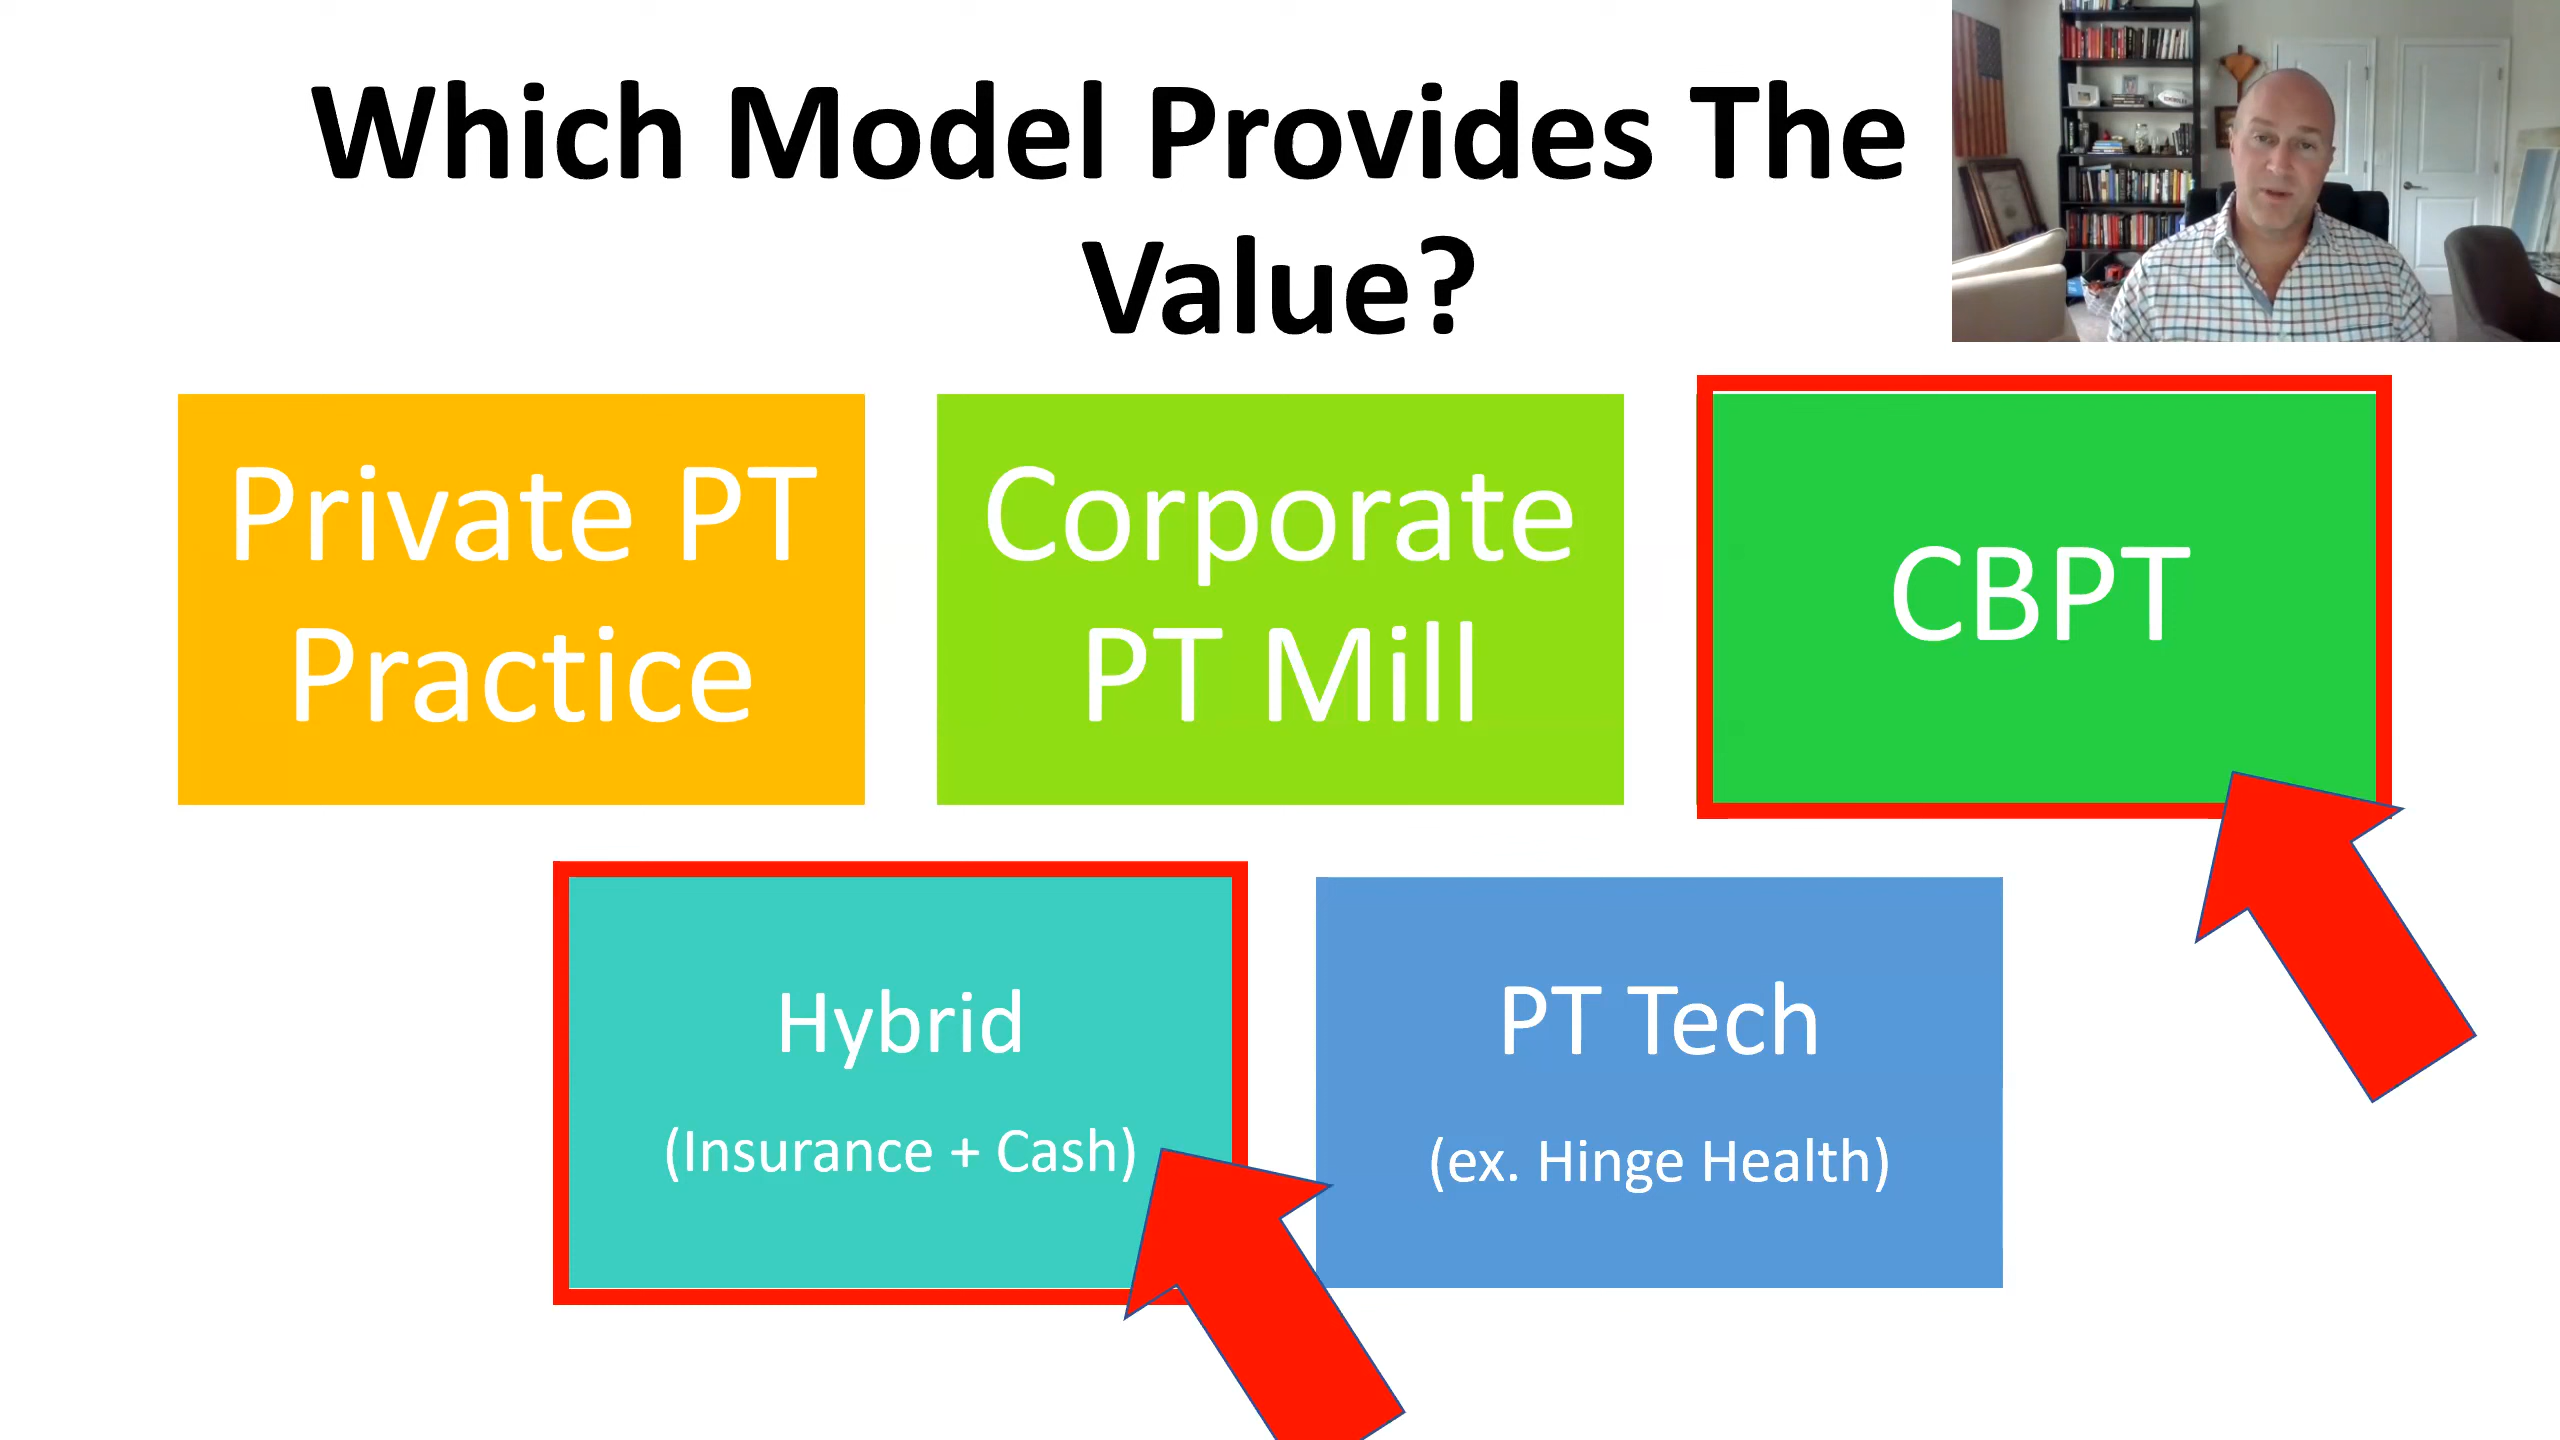 Which Model Provides The
Value?
Private PT
Practice
Corporate
PT Mill
CBPT
Hybrid
(Insurance + Cash)
PT Tech
(ex. Hinge Health)